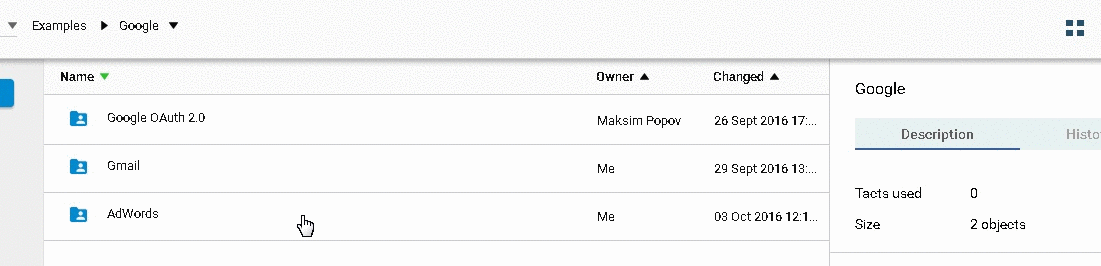 Examples Google
Name Owner Changed
Google OAuth 2.0 Maksim Popov 26 Sept 2016 17:...
Gmail Me 29 Sept 2016 13:...
AdWords Me 03 Oct 2016 12:1...
Google
Description Histo
Tacts used 0
Size 2 objects